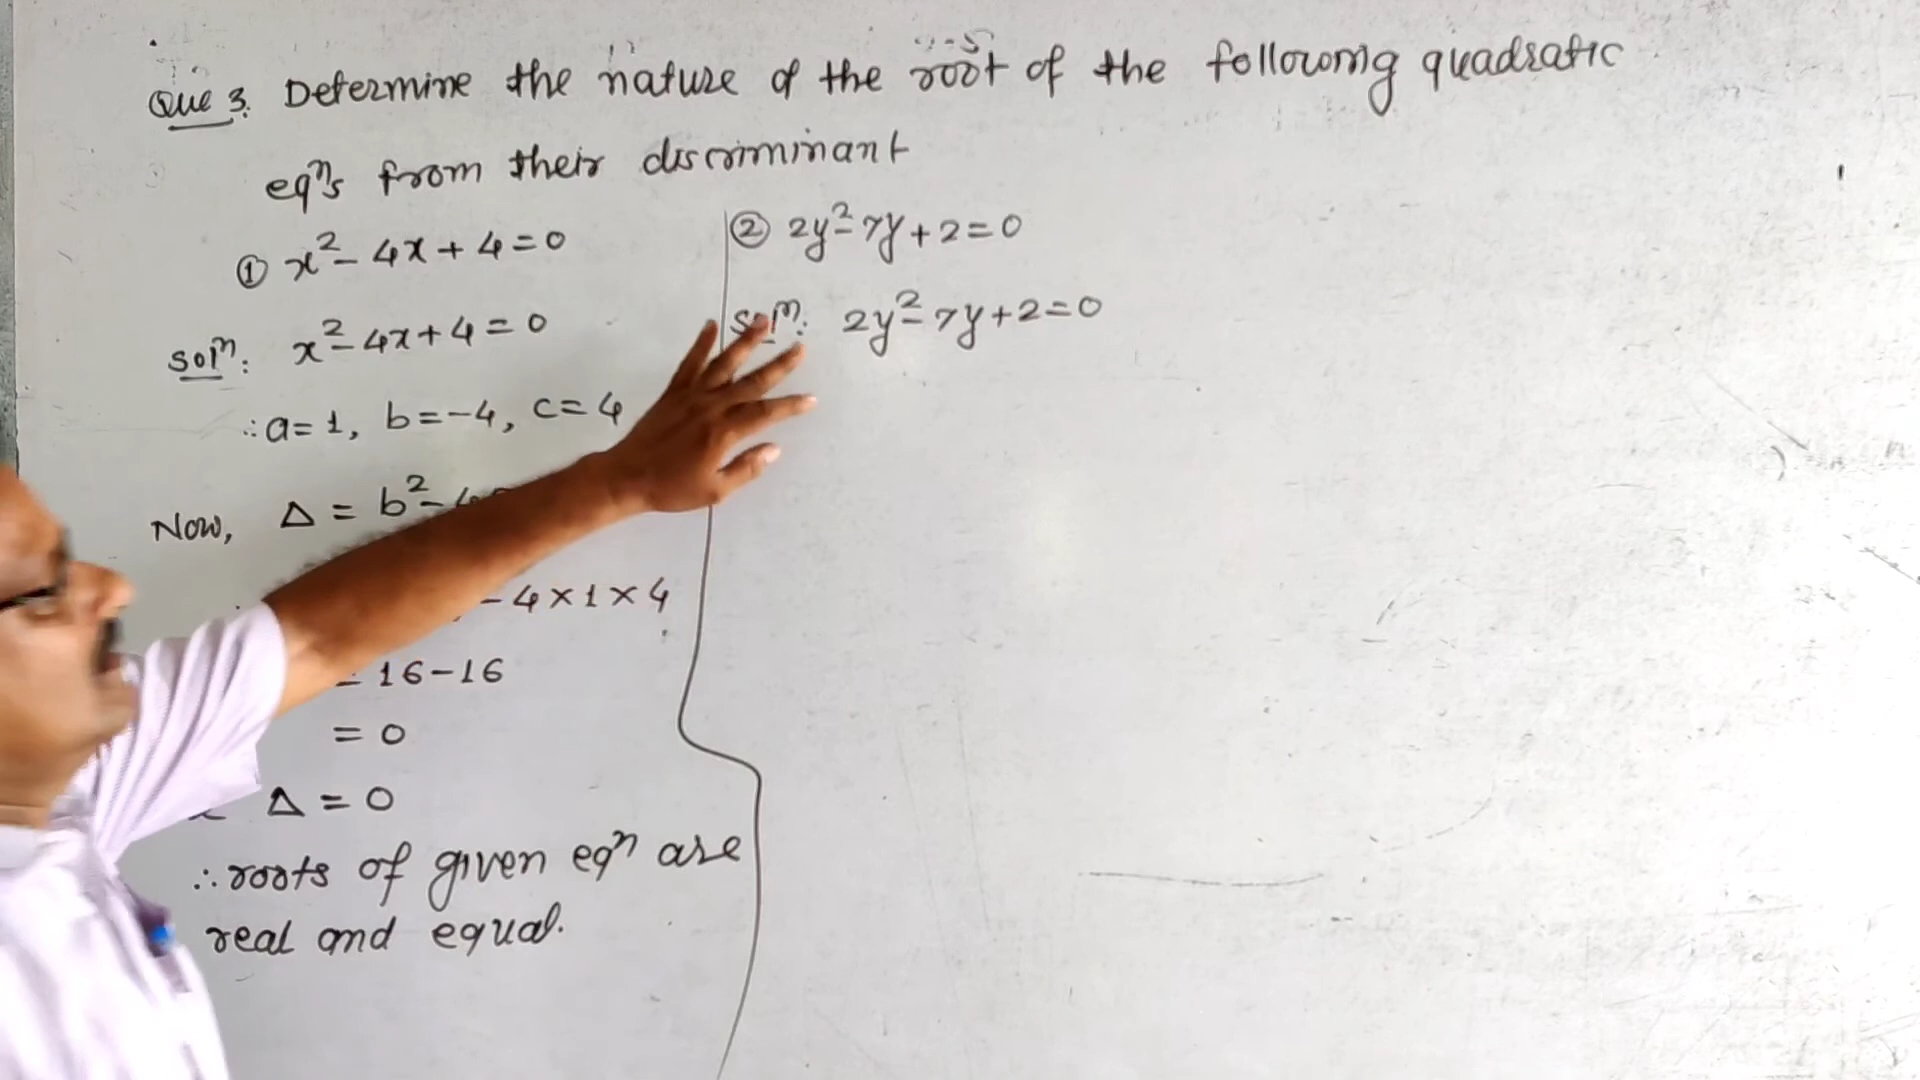 Que 3. Determine the nature of the root of the following quadratic
eqⁿs from their discriminant
① x² - 4x + 4 = 0
Solⁿ: x² - 4x + 4 = 0
∴ a = 1, b = -4, c = 4
Now, Δ = b² - 4
- 4 × 1 × 4
= 16 - 16
= 0
Δ = 0
∴ roots of given eqⁿ are
real and equal.
② 2y² - 7y + 2 = 0
Solⁿ: 2y² - 7y + 2 = 0